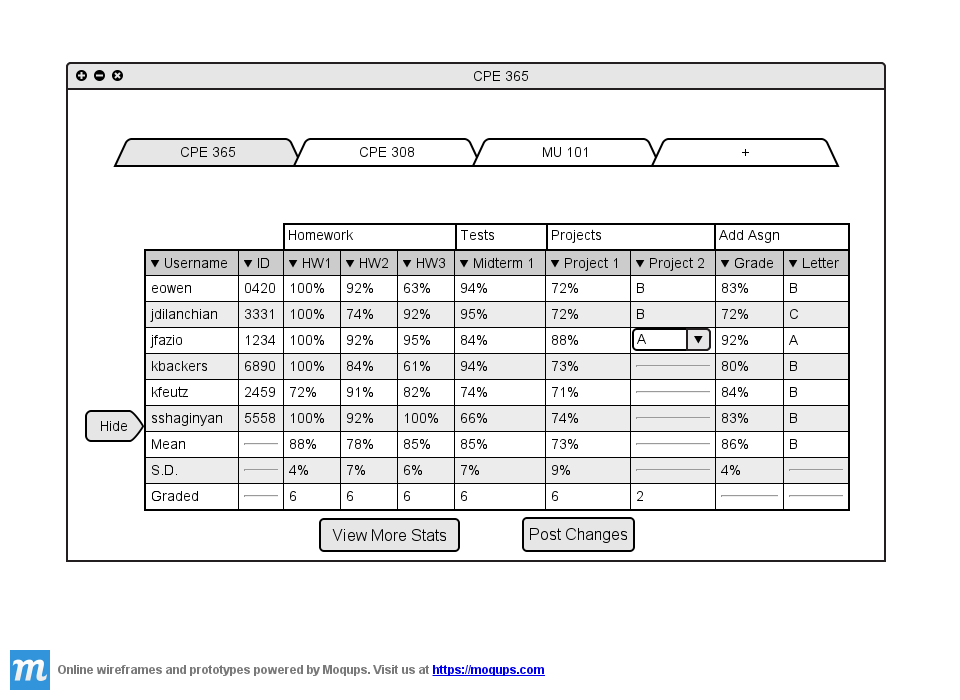 CPE 365
CPE 365 CPE 308 MU 101 +
Homework Tests Projects Add Asgn
▼ Username ▼ ID ▼ HW1 ▼ HW2 ▼ HW3 ▼ Midterm 1 ▼ Project 1 ▼ Project 2 ▼ Grade ▼ Letter
eowen 0420 100% 92% 63% 94% 72% B 83% B
jdilanchian 3331 100% 74% 92% 95% 72% B 72% C
jfazio 1234 100% 92% 95% 84% 88% A ▼ 92% A
kbackers 6890 100% 84% 61% 94% 73% 80% B
kfeutz 2459 72% 91% 82% 74% 71% 84% B
sshaginyan 5558 100% 92% 100% 66% 74% 83% B
Hide
Mean 88% 78% 85% 85% 73% 86% B
S.D. 4% 7% 6% 7% 9% 4%
Graded 6 6 6 6 6 2
View More Stats Post Changes
m Online wireframes and prototypes powered by Moqups. Visit us at https://moqups.com